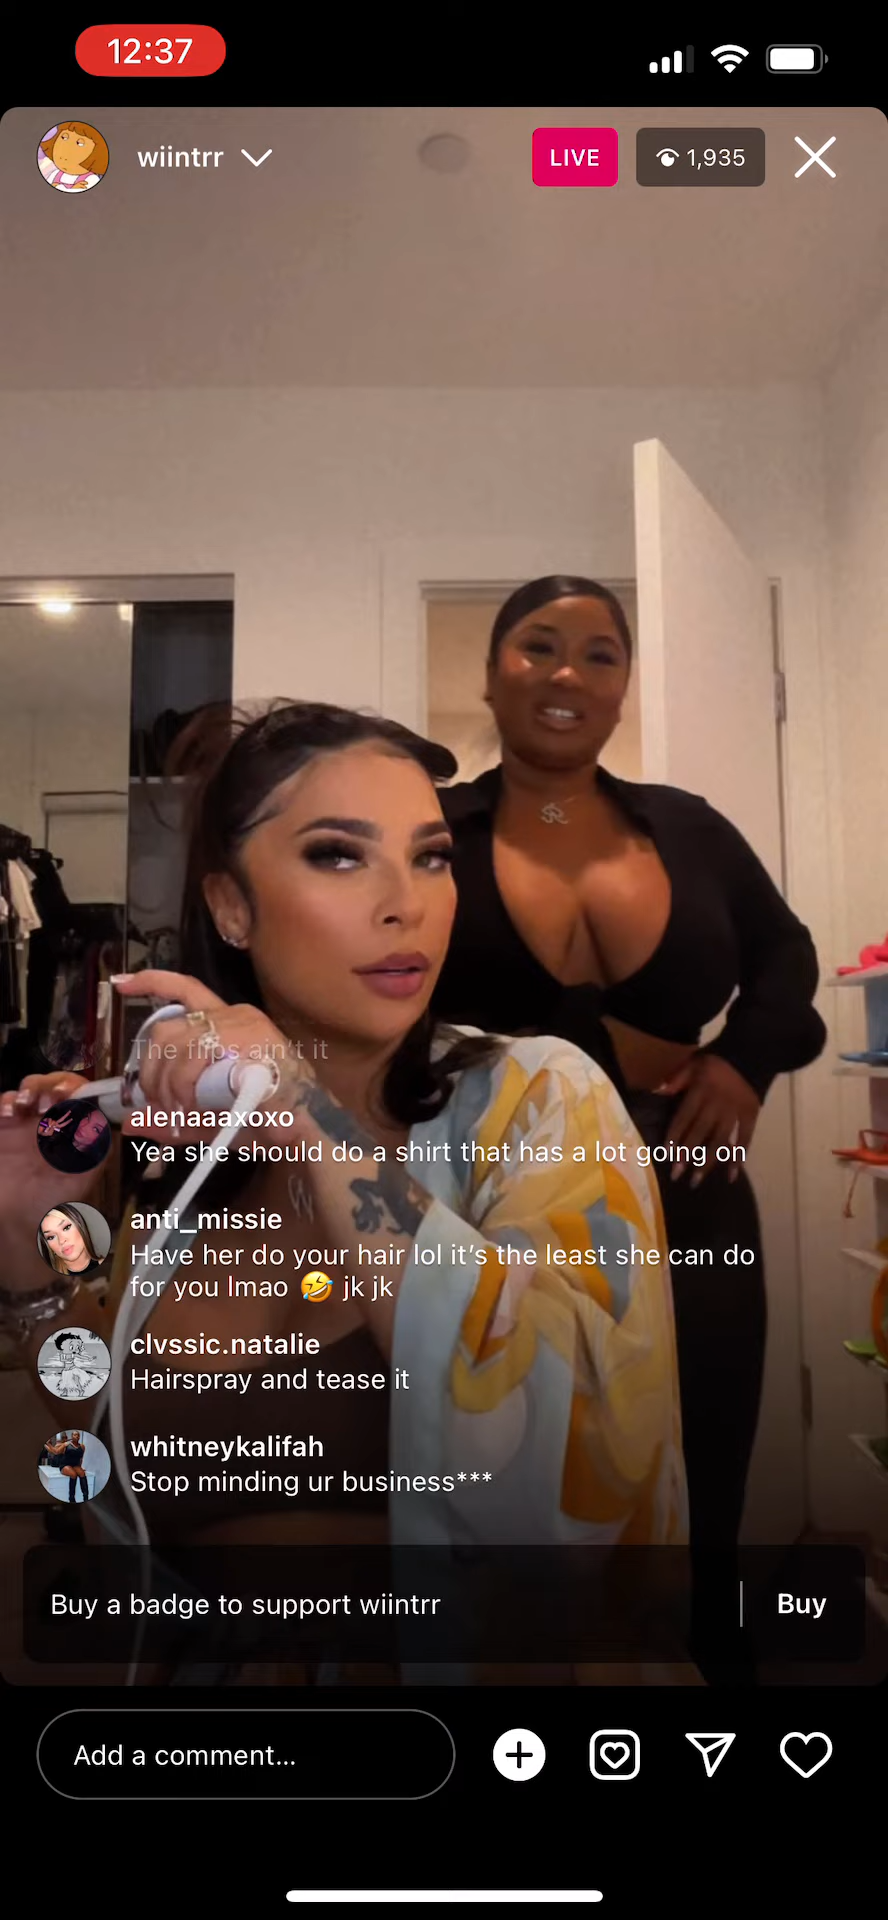 12:37
wiintrr
LIVE
1,935
The flips ain't it
alenaaaxoxo
Yea she should do a shirt that has a lot going on
anti_missie
Have her do your hair lol it's the least she can do
for you lmao 🤣 jk jk
clvssic.natalie
Hairspray and tease it
whitneykalifah
Stop minding ur business***
Buy a badge to support wiintrr
Buy
Add a comment...